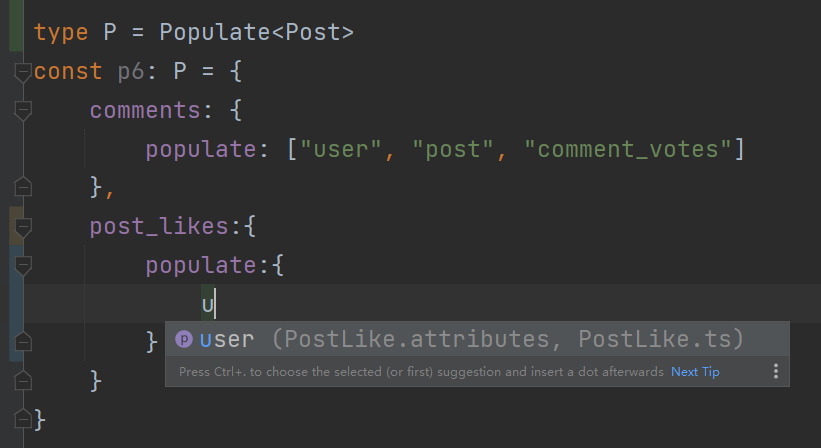 type P = Populate<Post>
const p6: P = {
comments: {
populate: ["user", "post", "comment_votes"]
},
post_likes:{
populate:{
u
p user (PostLike.attributes, PostLike.ts)
Press Ctrl+. to choose the selected (or first) suggestion and insert a dot afterwards Next Tip
}
}
}